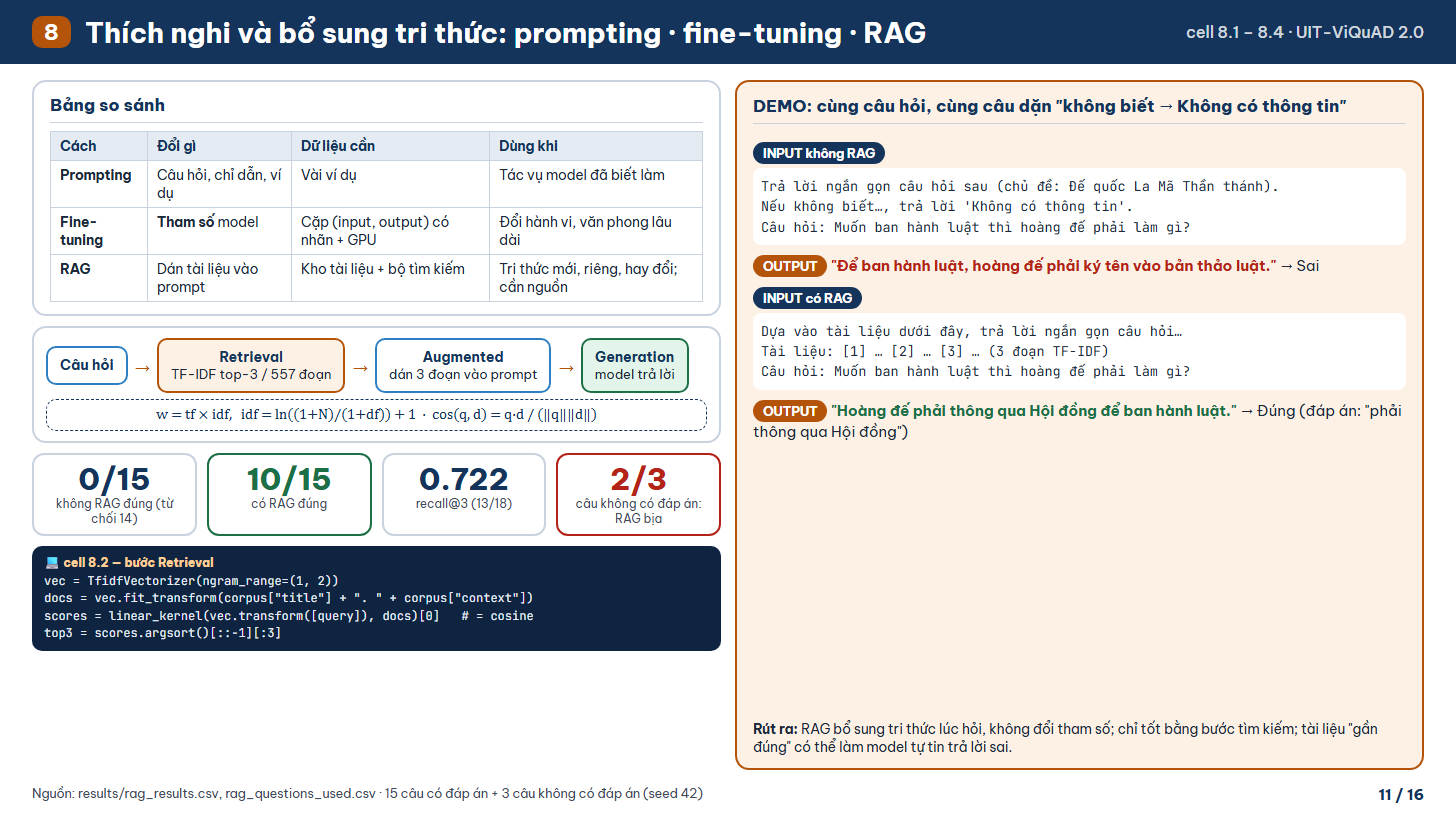 8 Thích nghi và bổ sung tri thức: prompting · fine-tuning · RAG
cell 8.1 – 8.4 · UIT-ViQuAD 2.0
Bảng so sánh
Cách Đổi gì Dữ liệu cần Dùng khi
Prompting Câu hỏi, chỉ dẫn, ví dụ Vài ví dụ Tác vụ model đã biết làm
Fine-tuning Tham số model Cặp (input, output) có nhãn + GPU Đổi hành vi, văn phong lâu dài
RAG Dán tài liệu vào prompt Kho tài liệu + bộ tìm kiếm Tri thức mới, riêng, hay đổi; cần nguồn
Câu hỏi → Retrieval → Augmented → Generation
TF-IDF top-3 / 557 đoạn dán 3 đoạn vào prompt model trả lời
w = tf × idf, idf = ln((1+N)/(1+df)) + 1 · cos(q, d) = q·d / (‖q‖‖d‖)
0/15
không RAG đúng (từ
chối 14)
10/15
có RAG đúng
0.722
recall@3 (13/18)
2/3
câu không có đáp án:
RAG bịa
💻 cell 8.2 — bước Retrieval
vec = TfidfVectorizer(ngram_range=(1, 2))
docs = vec.fit_transform(corpus["title"] + ". " + corpus["context"])
scores = linear_kernel(vec.transform([query]), docs)[0] # = cosine
top3 = scores.argsort()[::-1][:3]
DEMO: cùng câu hỏi, cùng câu dặn "không biết → Không có thông tin"
INPUT không RAG
Trả lời ngắn gọn câu hỏi sau (chủ đề: Đế quốc La Mã Thần thánh).
Nếu không biết…, trả lời 'Không có thông tin'.
Câu hỏi: Muốn ban hành luật thì hoàng đế phải làm gì?
OUTPUT "Để ban hành luật, hoàng đế phải ký tên vào bản thảo luật." → Sai
INPUT có RAG
Dựa vào tài liệu dưới đây, trả lời ngắn gọn câu hỏi…
Tài liệu: [1] … [2] … [3] … (3 đoạn TF-IDF)
Câu hỏi: Muốn ban hành luật thì hoàng đế phải làm gì?
OUTPUT "Hoàng đế phải thông qua Hội đồng để ban hành luật." → Đúng (đáp án: "phải
thông qua Hội đồng")
Rút ra: RAG bổ sung tri thức lúc hỏi, không đổi tham số; chỉ tốt bằng bước tìm kiếm; tài liệu "gần
đúng" có thể làm model tự tin trả lời sai.
Nguồn: results/rag_results.csv, rag_questions_used.csv · 15 câu có đáp án + 3 câu không có đáp án (seed 42)
11 / 16